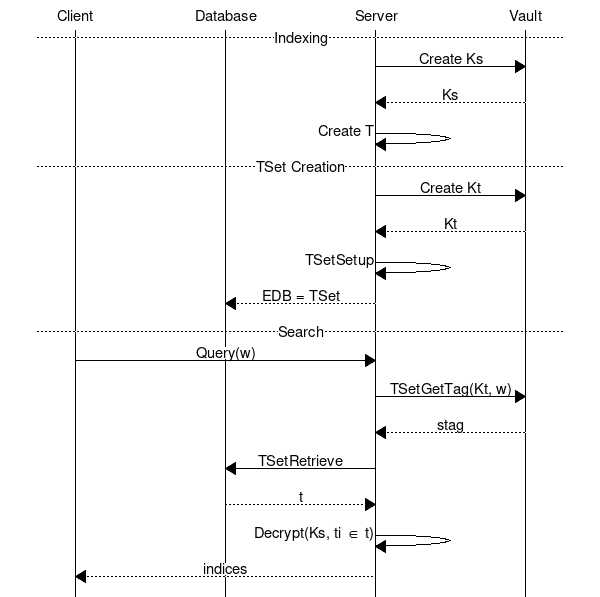 Client Database Server Vault
Indexing
Create Ks
Ks
Create T
TSet Creation
Create Kt
Kt
TSetSetup
EDB = TSet
Search
Query(w)
TSetGetTag(Kt, w)
stag
TSetRetrieve
t
Decrypt(Ks, ti ∈ t)
indices